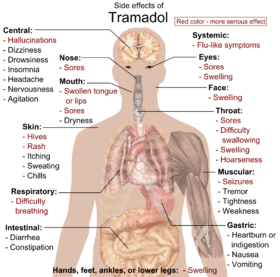 Side effects of
Tramadol
Red color - more serious effect
Central:
- Hallucinations
- Dizziness
- Drowsiness
- Insomnia
- Headache
- Nervousness
- Agitation
Nose:
- Sores
Mouth:
- Swollen tongue
or lips
- Sores
- Dryness
Skin:
- Hives
- Rash
- Itching
- Sweating
- Chills
Respiratory:
- Difficulty
breathing
Intestinal:
- Diarrhea
- Constipation
Systemic:
- Flu-like symptoms
Eyes:
- Sores
- Swelling
Face:
- Swelling
Throat:
- Sores
- Difficulty
swallowing
- Swelling
- Hoarseness
Muscular:
- Seizures
- Tremor
- Tightness
- Weakness
Gastric:
- Heartburn or
indigestion
- Nausea
- Vomiting
Hands, feet, ankles, or lower legs: - Swelling